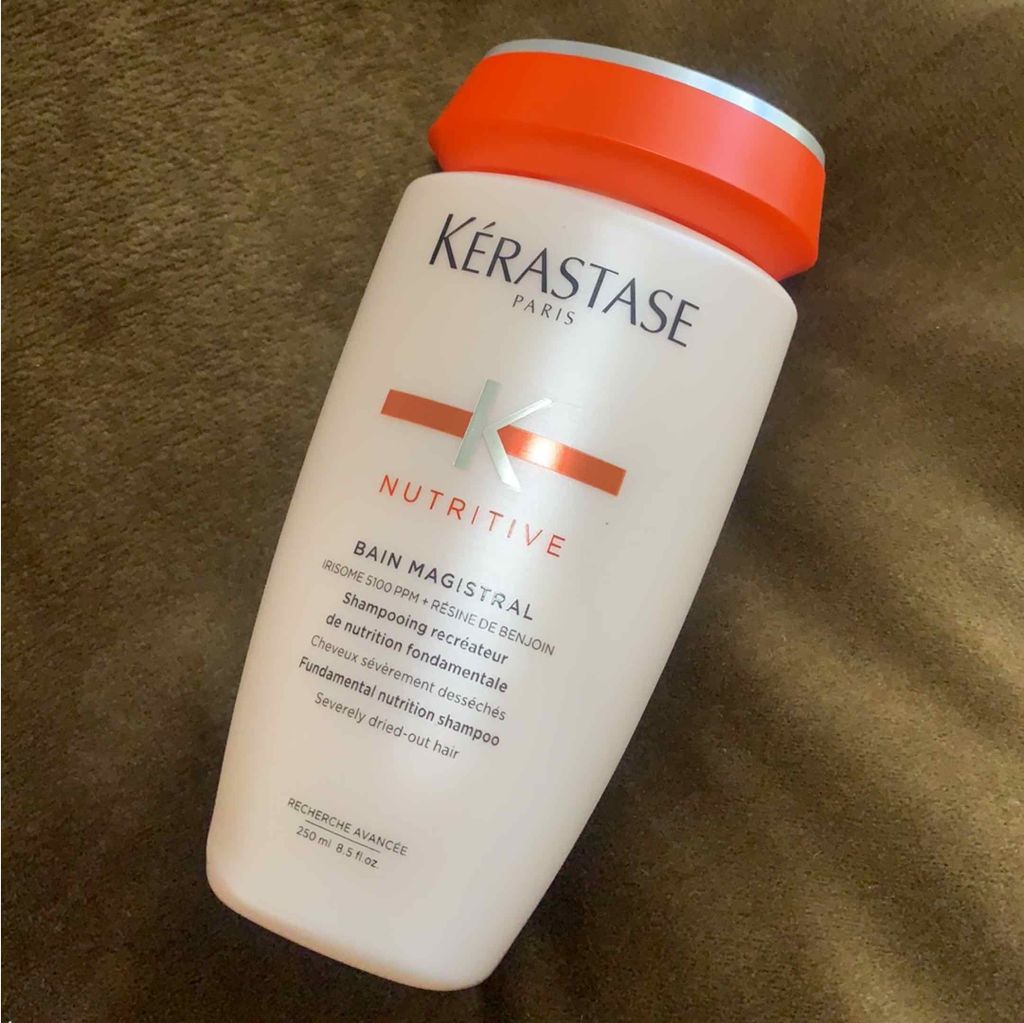 KÉRASTASE
PARIS
K
NUTRITIVE
BAIN MAGISTRAL
IRISOME 5100 PPM + RÉSINE DE BENJOIN
Shampooing recréateur
de nutrition fondamentale
Cheveux sévèrement desséchés
Fundamental nutrition shampoo
Severely dried-out hair
RECHERCHE AVANCÉE
250 ml 8.5 fl.oz.